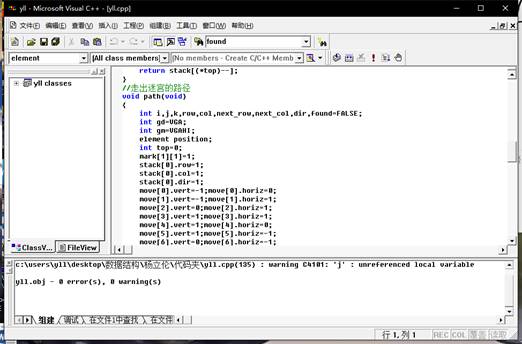 yll - Microsoft Visual C++ - [yll.cpp]
文件(F) 编辑(E) 查看(V) 插入(I) 工程(P) 组建(B) 工具(T) 窗口(W) 帮助(H)
found
element
[All class members]
[No members - Create C/C++ Memb
yll classes
return stack[(*top)--];
}
//走出迷宫的路径
void path(void)
{
int i,j,k,row,col,next_row,next_col,dir,found=FALSE;
int gd=VGA;
int gm=VGAHI;
element position;
int top=0;
mark[1][1]=1;
stack[0].row=1;
stack[0].col=1;
stack[0].dir=1;
move[0].vert=-1;move[0].horiz=0;
move[1].vert=-1;move[1].horiz=1;
move[2].vert=0;move[2].horiz=1;
move[3].vert=1;move[3].horiz=1;
move[4].vert=1;move[4].horiz=0;
move[5].vert=1;move[5].horiz=-1;
move[6].vert=0;move[6].horiz=-1;
ClassV...
FileView
c:\users\yll\desktop\数据结构\杨立伦\代码夹\yll.cpp(135) : warning C4101: 'j' : unreferenced local variable
yll.obj - 0 error(s), 0 warning(s)
组建 调试 在文件1中查找 在文件
行 1, 列 1
REC COL 覆盖 读取